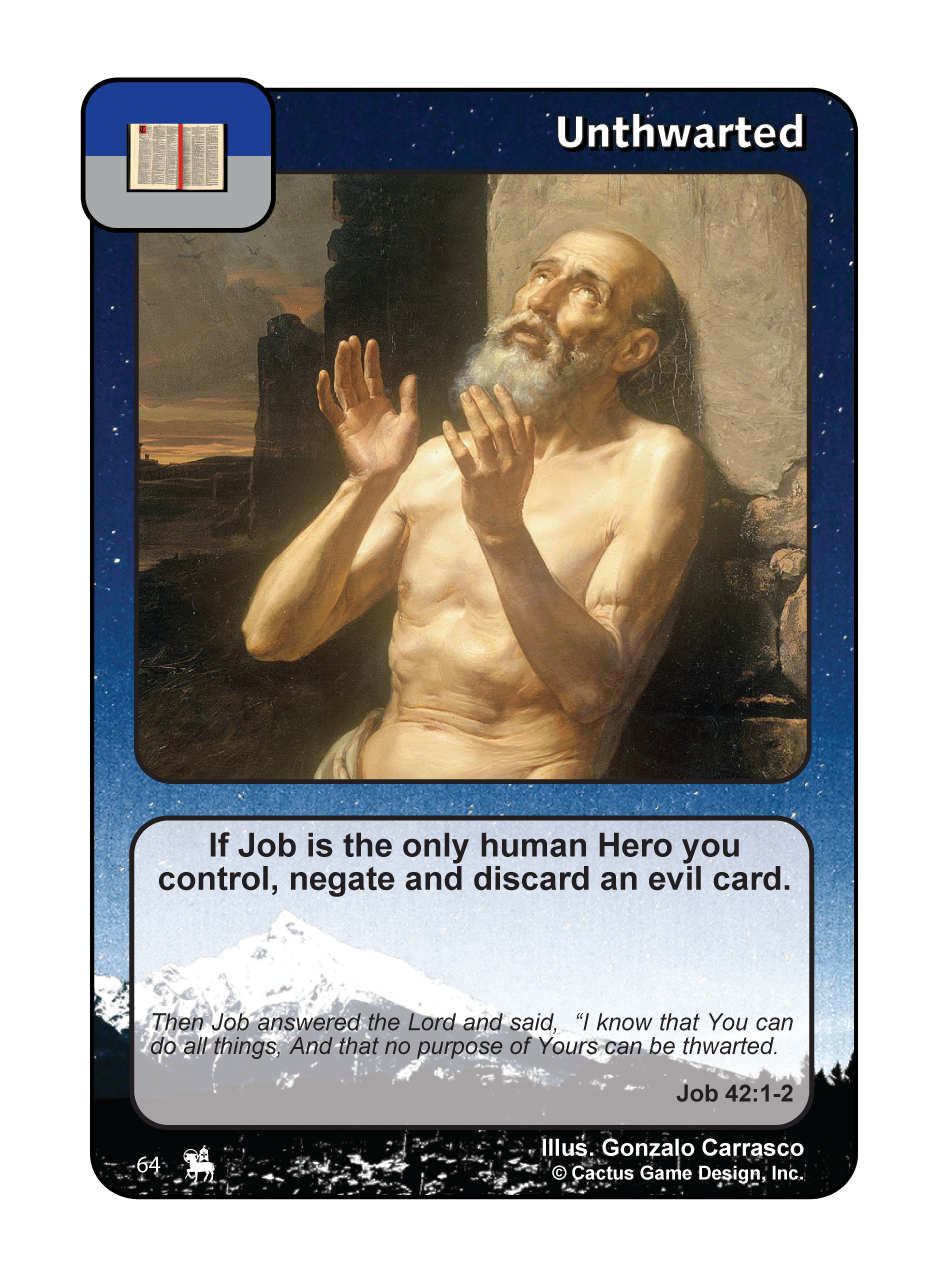 Unthwarted
If Job is the only human Hero you
control, negate and discard an evil card.
Then Job answered the Lord and said,  “I know that You can
do all things, And that no purpose of Yours can be thwarted.
Job 42:1-2
Illus. Gonzalo Carrasco
64
© Cactus Game Design, Inc.